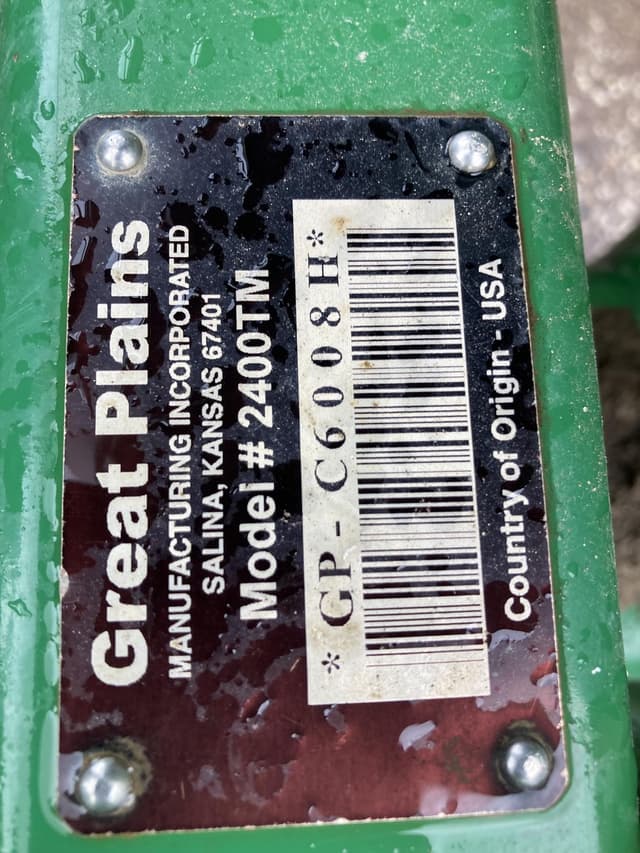 Great Plains
MANUFACTURING INCORPORATED
SALINA, KANSAS 67401
Model # 2400TM
*GP-C6008H*
Country of Origin - USA